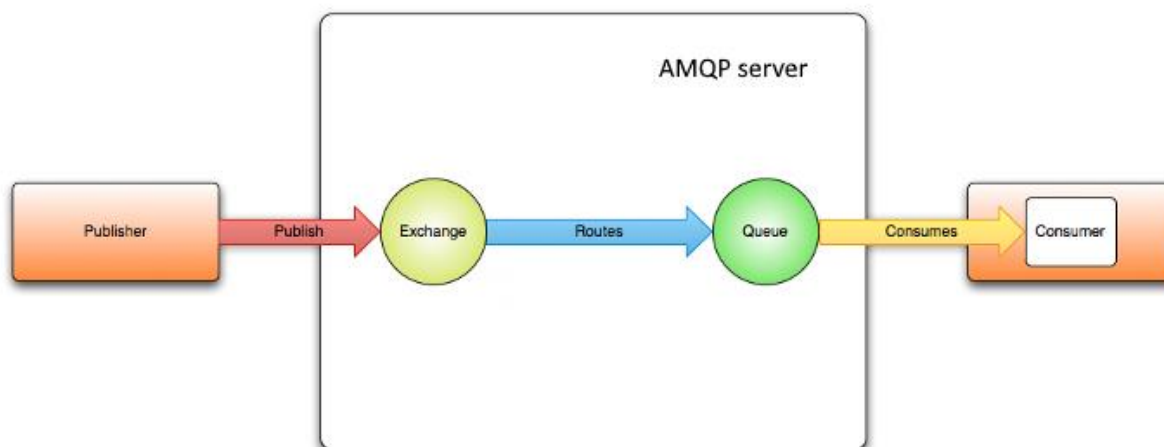 AMQP server
Publisher
Publish
Exchange
Routes
Queue
Consumes
Consumer